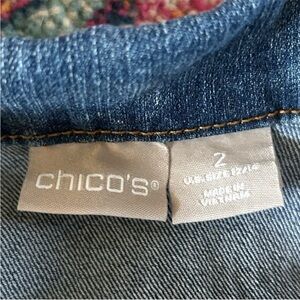 chico's®
2
U.S. SIZE 12/14
MADE IN
VIETNAM